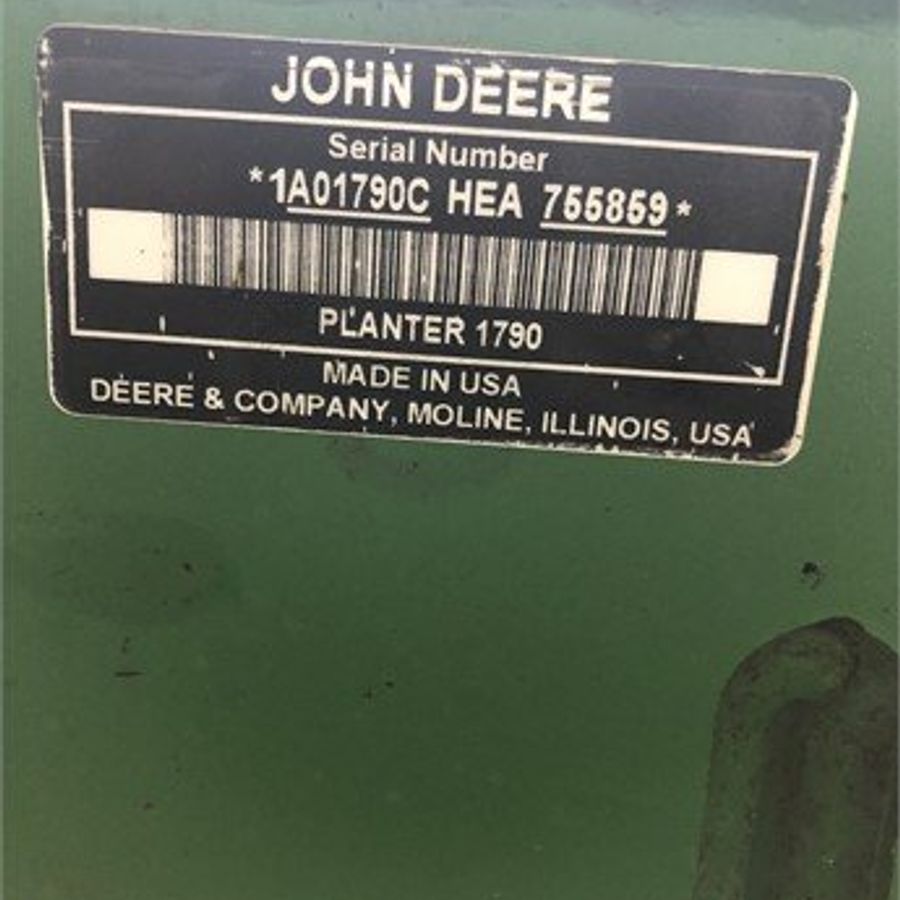 JOHN DEERE
Serial Number
*1A01790C HEA 755859*
PLANTER 1790
MADE IN USA
DEERE & COMPANY, MOLINE, ILLINOIS, USA